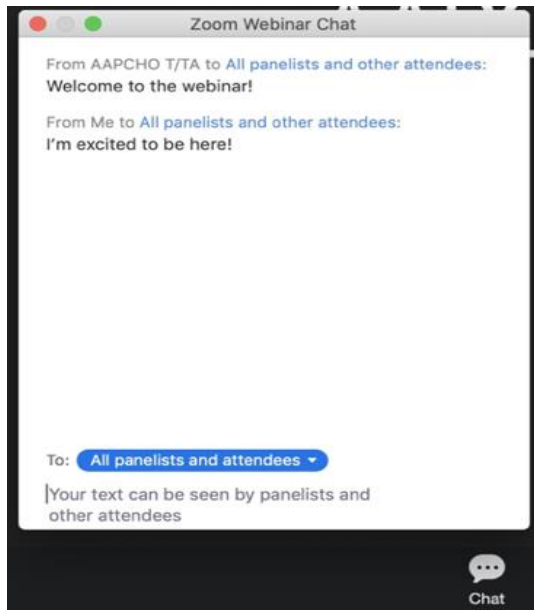 Zoom Webinar Chat
From AAPCHO T/TA to All panelists and other attendees:
Welcome to the webinar!
From Me to All panelists and other attendees:
I'm excited to be here!
To: All panelists and attendees
Your text can be seen by panelists and
other attendees
Chat